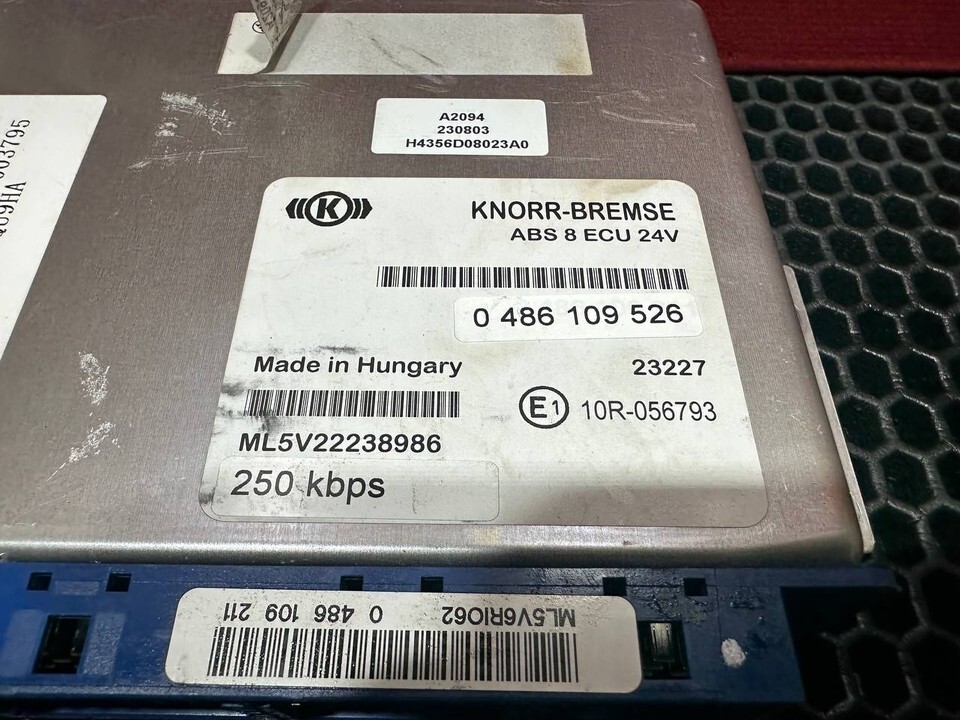 A2094
230803
H4356D08023A0
K
KNORR-BREMSE
ABS 8 ECU 24V
0 486 109 526
Made in Hungary
23227
E1
10R-056793
ML5V22238986
250 kbps
ML5V6RIO62 0 486 109 211